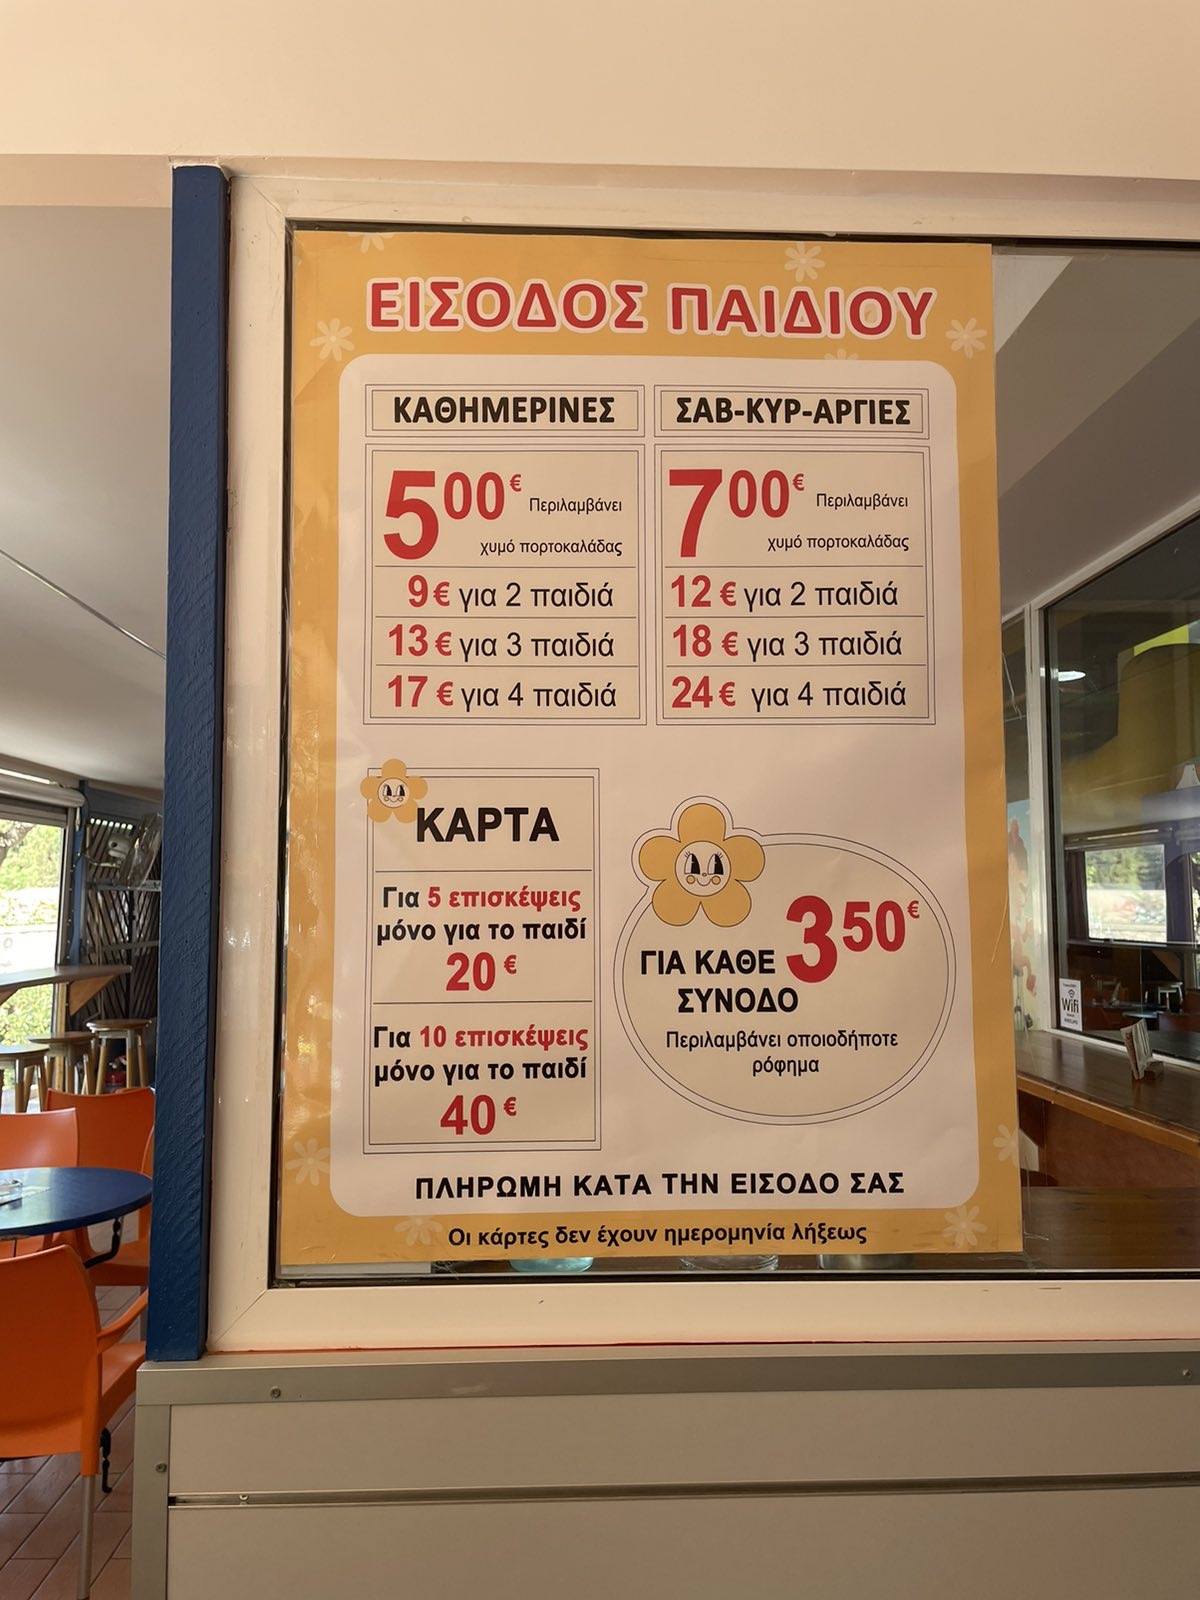 ΕΙΣΟΔΟΣ ΠΑΙΔΙΟΥ
ΚΑΘΗΜΕΡΙΝΕΣ
500€ Περιλαμβάνει
χυμό πορτοκαλάδας
9€ για 2 παιδιά
13€ για 3 παιδιά
17€ για 4 παιδιά
ΣΑΒ-ΚΥΡ-ΑΡΓΙΕΣ
700€ Περιλαμβάνει
χυμό πορτοκαλάδας
12€ για 2 παιδιά
18€ για 3 παιδιά
24€ για 4 παιδιά
ΚΑΡΤΑ
Για 5 επισκέψεις
μόνο για το παιδί
20€
Για 10 επισκέψεις
μόνο για το παιδί
40€
ΓΙΑ ΚΑΘΕ 350€
ΣΥΝΟΔΟ
Περιλαμβάνει οποιοδήποτε
ρόφημα
ΠΛΗΡΩΜΗ ΚΑΤΑ ΤΗΝ ΕΙΣΟΔΟ ΣΑΣ
Οι κάρτες δεν έχουν ημερομηνία λήξεως
Wifi